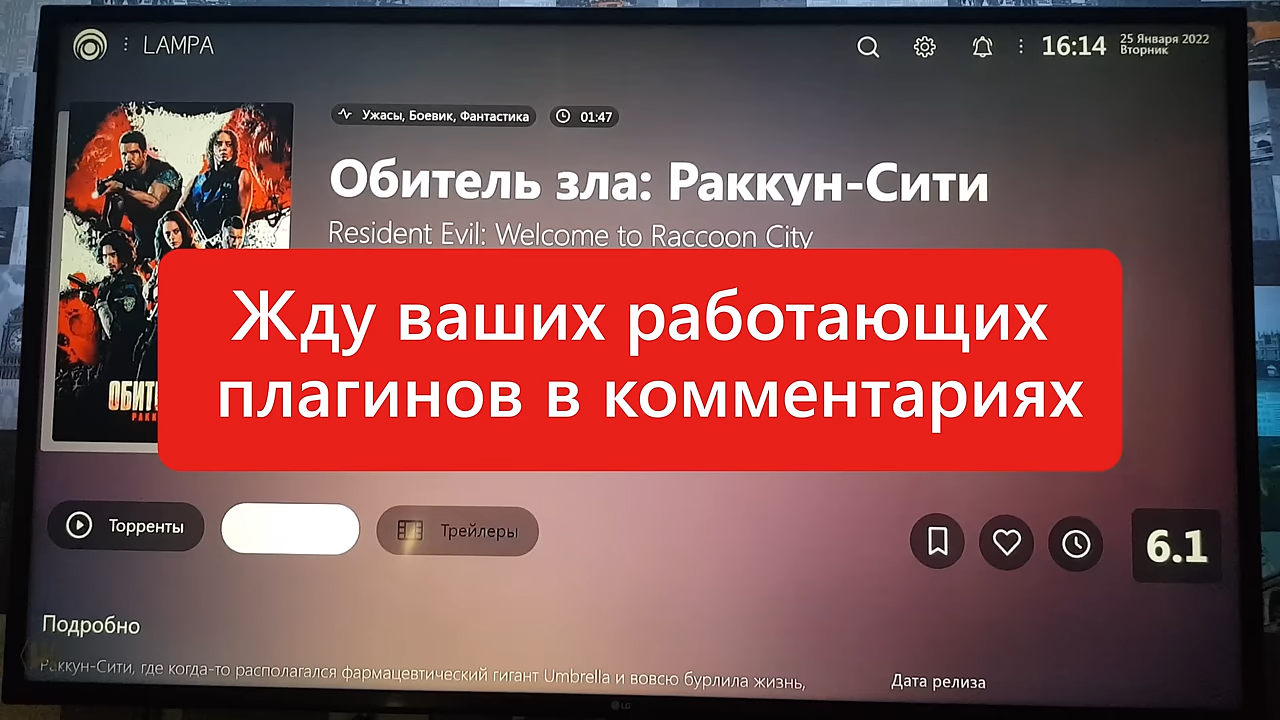 LAMPA
16:14
25 Января 2022
Вторник
Ужасы, Боевик, Фантастика
01:47
Обитель зла: Раккун-Сити
Resident Evil: Welcome to Raccoon City
Жду ваших работающих
плагинов в комментариях
Торренты
Трейлеры
6.1
Подробно
Раккун-Сити, где когда-то располагался фармацевтический гигант Umbrella и вовсю бурлила жизнь,
Дата релиза
LG